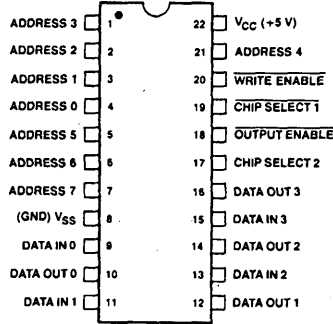 ADDRESS 3 1 22 VCC (+5 V)
ADDRESS 2 2 21 ADDRESS 4
ADDRESS 1 3 20 WRITE ENABLE
ADDRESS 0 4 19 CHIP SELECT 1
ADDRESS 5 5 18 OUTPUT ENABLE
ADDRESS 6 6 17 CHIP SELECT 2
ADDRESS 7 7 16 DATA OUT 3
(GND) VSS 8 15 DATA IN 3
DATA IN 0 9 14 DATA OUT 2
DATA OUT 0 10 13 DATA IN 2
DATA IN 1 11 12 DATA OUT 1